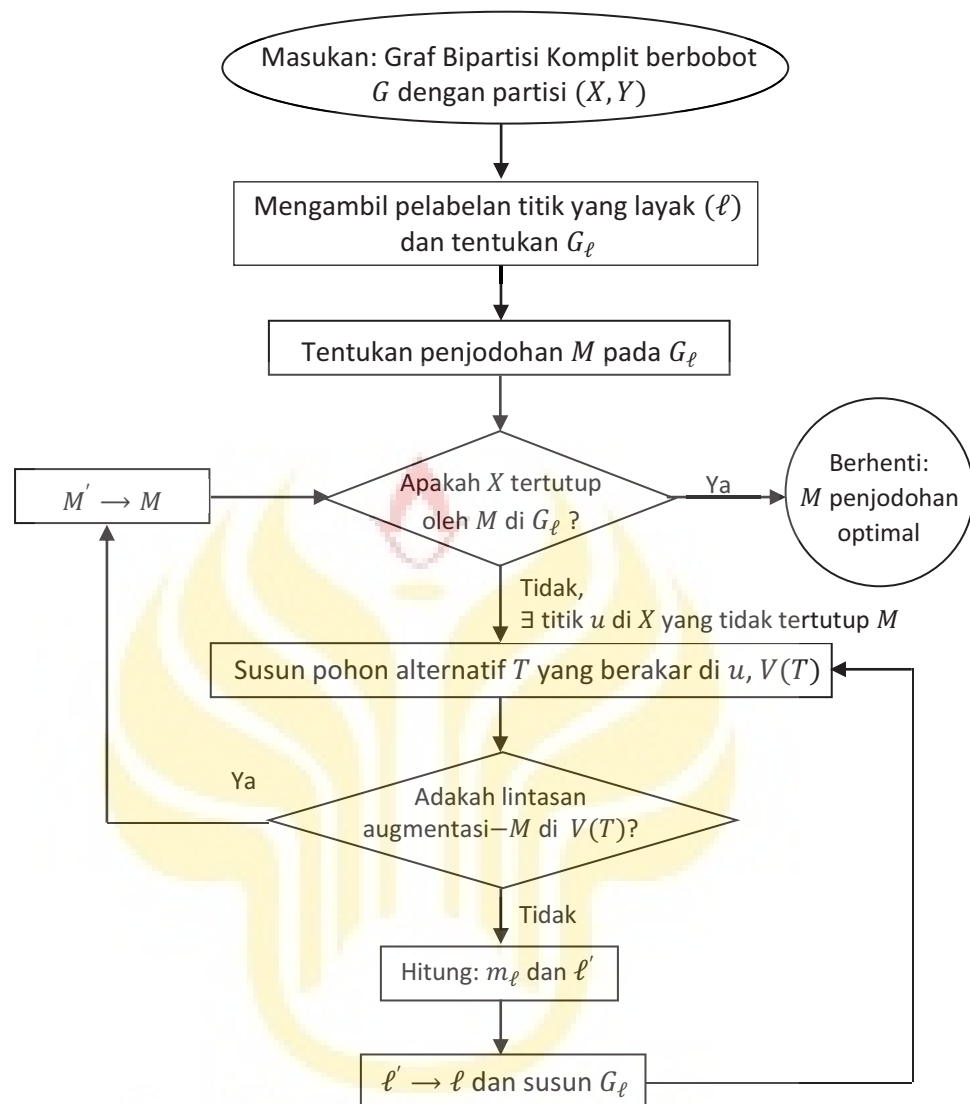 Masukan: Graf Bipartisi Komplit berbobot
G dengan partisi (X, Y)
Mengambil pelabelan titik yang layak (ℓ)
dan tentukan Gℓ
Tentukan penjodohan M pada Gℓ
Apakah X tertutup
oleh M di Gℓ ?
Ya
Berhenti:
M penjodohan
optimal
M′ → M
Tidak,
∃ titik u di X yang tidak tertutup M
Susun pohon alternatif T yang berakar di u, V(T)
Ya
Adakah lintasan
augmentasi−M di V(T)?
Tidak
Hitung: mℓ dan ℓ′
ℓ′ → ℓ dan susun Gℓ